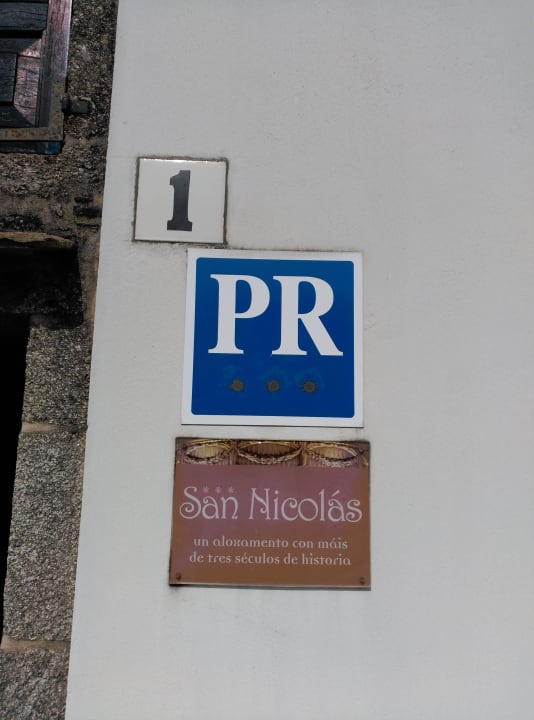 1
PR
***
San Nicolás
un aloxamento con máis
de tres séculos de historia